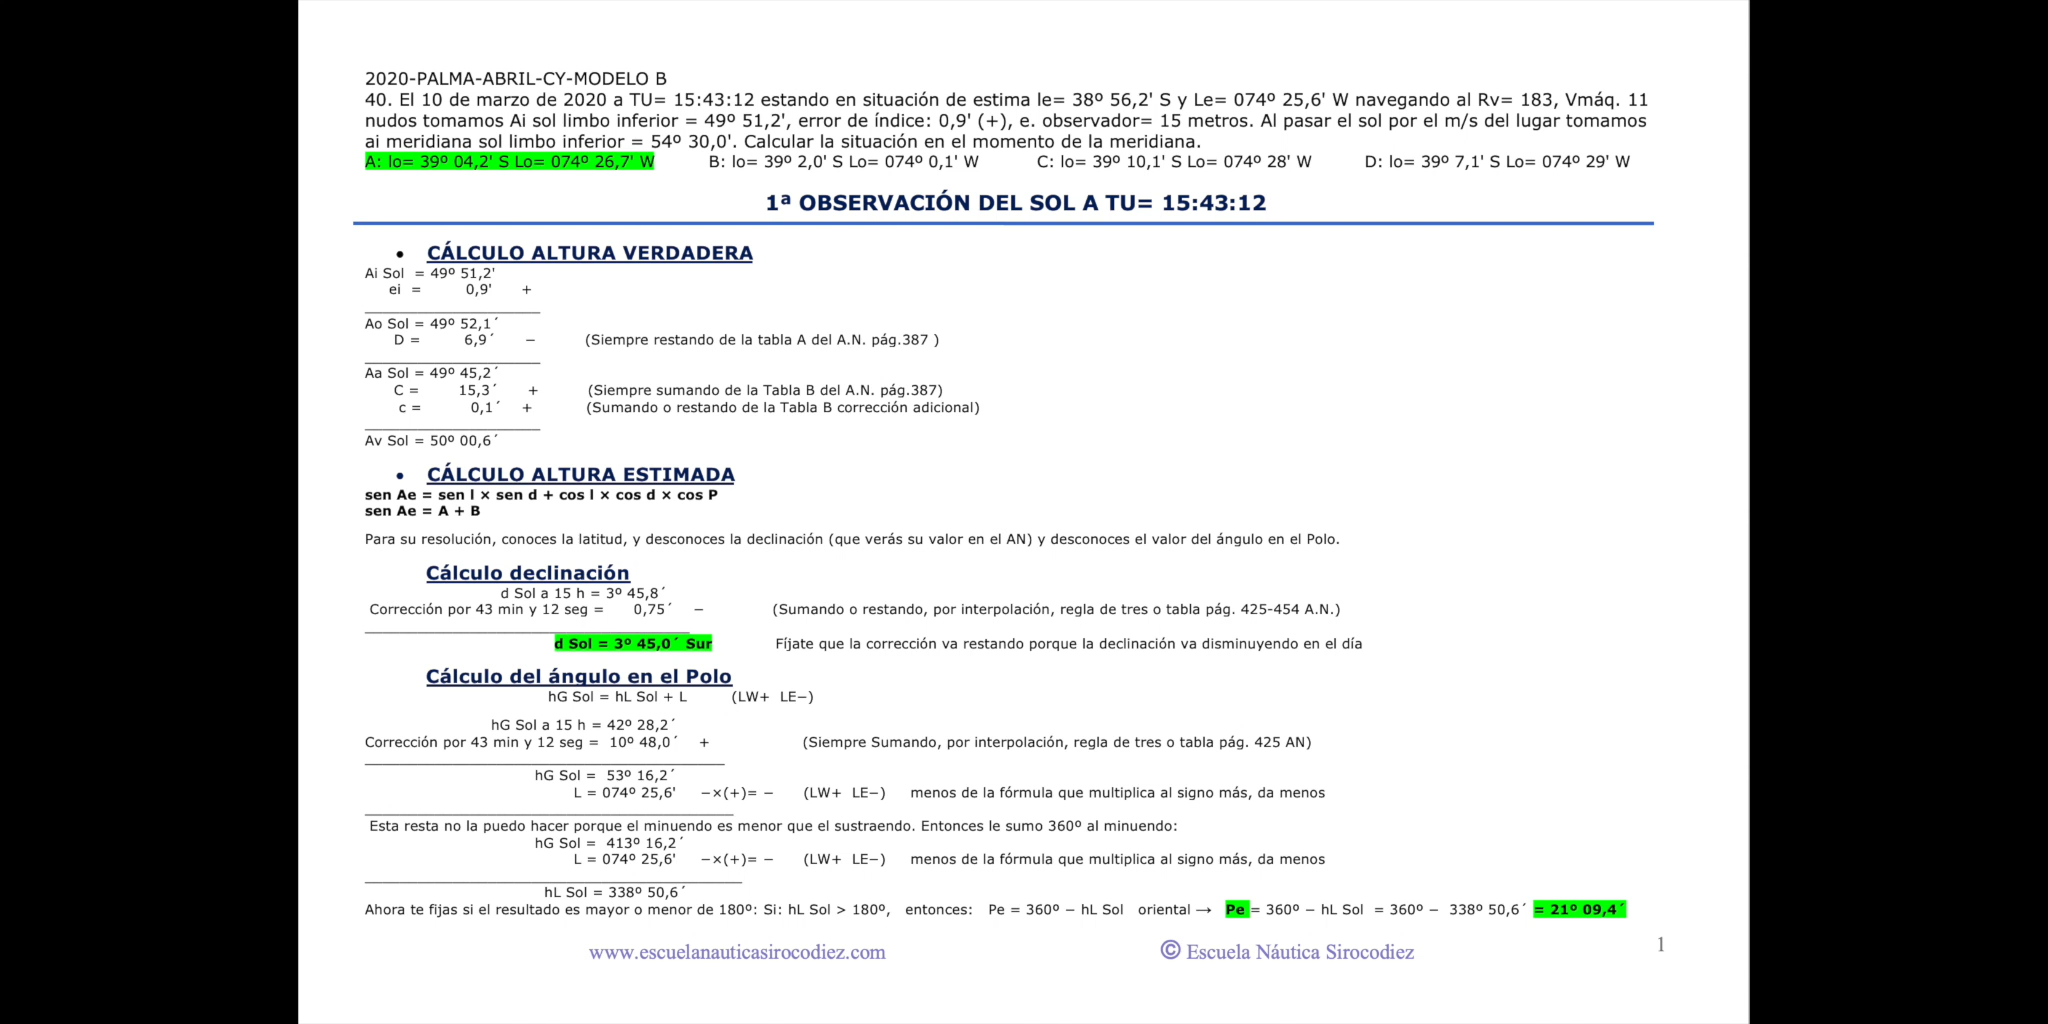 2020-PALMA-ABRIL-CY-MODELO B
40. El 10 de marzo de 2020 a TU= 15:43:12 estando en situación de estima le= 38º 56,2' S y Le= 074º 25,6' W navegando al Rv= 183, Vmáq. 11
nudos tomamos Ai sol limbo inferior = 49º 51,2', error de índice: 0,9' (+), e. observador= 15 metros. Al pasar el sol por el m/s del lugar tomamos
ai meridiana sol limbo inferior = 54º 30,0'. Calcular la situación en el momento de la meridiana.
A: lo= 39º 04,2' S Lo= 074º 26,7' W B: lo= 39º 2,0' S Lo= 074º 0,1' W C: lo= 39º 10,1' S Lo= 074º 28' W D: lo= 39º 7,1' S Lo= 074º 29' W
1ª OBSERVACIÓN DEL SOL A TU= 15:43:12
• CÁLCULO ALTURA VERDADERA
Ai Sol = 49º 51,2'
ei = 0,9' +
Ao Sol = 49º 52,1´
D = 6,9´ − (Siempre restando de la tabla A del A.N. pág.387 )
Aa Sol = 49º 45,2´
C = 15,3´ + (Siempre sumando de la Tabla B del A.N. pág.387)
c = 0,1´ + (Sumando o restando de la Tabla B corrección adicional)
Av Sol = 50º 00,6´
• CÁLCULO ALTURA ESTIMADA
sen Ae = sen l × sen d + cos l × cos d × cos P
sen Ae = A + B
Para su resolución, conoces la latitud, y desconoces la declinación (que verás su valor en el AN) y desconoces el valor del ángulo en el Polo.
Cálculo declinación
d Sol a 15 h = 3º 45,8´
Corrección por 43 min y 12 seg = 0,75´ − (Sumando o restando, por interpolación, regla de tres o tabla pág. 425-454 A.N.)
d Sol = 3º 45,0´ Sur Fíjate que la corrección va restando porque la declinación va disminuyendo en el día
Cálculo del ángulo en el Polo
hG Sol = hL Sol + L (LW+ LE−)
hG Sol a 15 h = 42º 28,2´
Corrección por 43 min y 12 seg = 10º 48,0´ + (Siempre Sumando, por interpolación, regla de tres o tabla pág. 425 AN)
hG Sol = 53º 16,2´
L = 074º 25,6' −×(+)= − (LW+ LE−) menos de la fórmula que multiplica al signo más, da menos
Esta resta no la puedo hacer porque el minuendo es menor que el sustraendo. Entonces le sumo 360º al minuendo:
hG Sol = 413º 16,2´
L = 074º 25,6' −×(+)= − (LW+ LE−) menos de la fórmula que multiplica al signo más, da menos
hL Sol = 338º 50,6´
Ahora te fijas si el resultado es mayor o menor de 180º: Si: hL Sol > 180º, entonces: Pe = 360º − hL Sol oriental → Pe = 360º − hL Sol = 360º − 338º 50,6´ = 21º 09,4´
www.escuelanauticasirocodiez.com © Escuela Náutica Sirocodiez 1